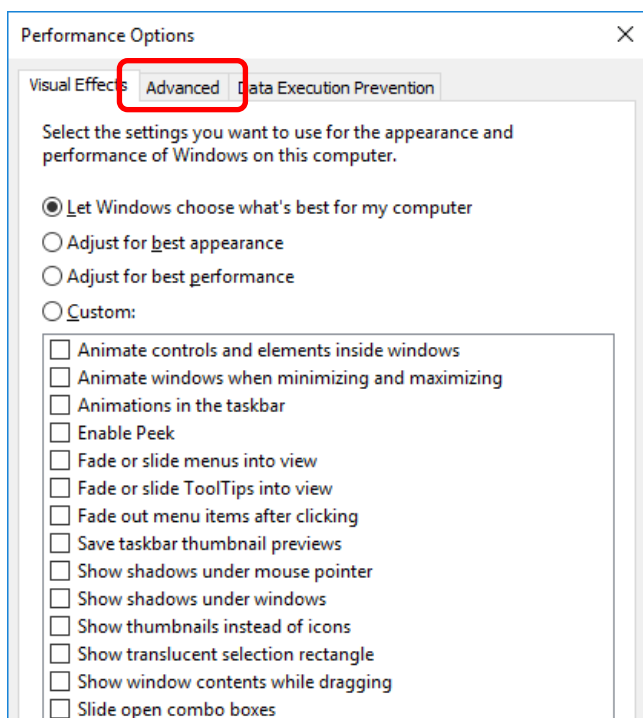 Performance Options
Visual Effects Advanced Data Execution Prevention
Select the settings you want to use for the appearance and
performance of Windows on this computer.
Let Windows choose what's best for my computer
Adjust for best appearance
Adjust for best performance
Custom:
Animate controls and elements inside windows
Animate windows when minimizing and maximizing
Animations in the taskbar
Enable Peek
Fade or slide menus into view
Fade or slide ToolTips into view
Fade out menu items after clicking
Save taskbar thumbnail previews
Show shadows under mouse pointer
Show shadows under windows
Show thumbnails instead of icons
Show translucent selection rectangle
Show window contents while dragging
Slide open combo boxes